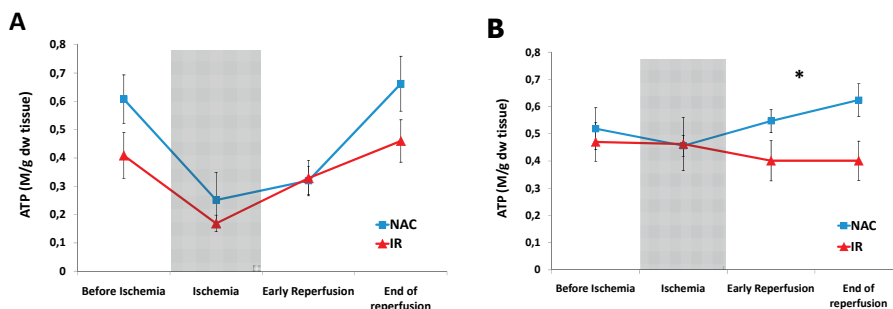 A
ATP (M/g dw tissue)
0,8
0,7
0,6
0,5
0,4
0,3
0,2
0,1
0
NAC
IR
Before Ischemia
Ischemia
Early Reperfusion
End of
reperfusion
B
ATP (M/g dw tissue)
0,8
0,7
0,6
0,5
0,4
0,3
0,2
0,1
0
*
NAC
IR
Before Ischemia
Ischemia
Early Reperfusion
End of
reperfusion